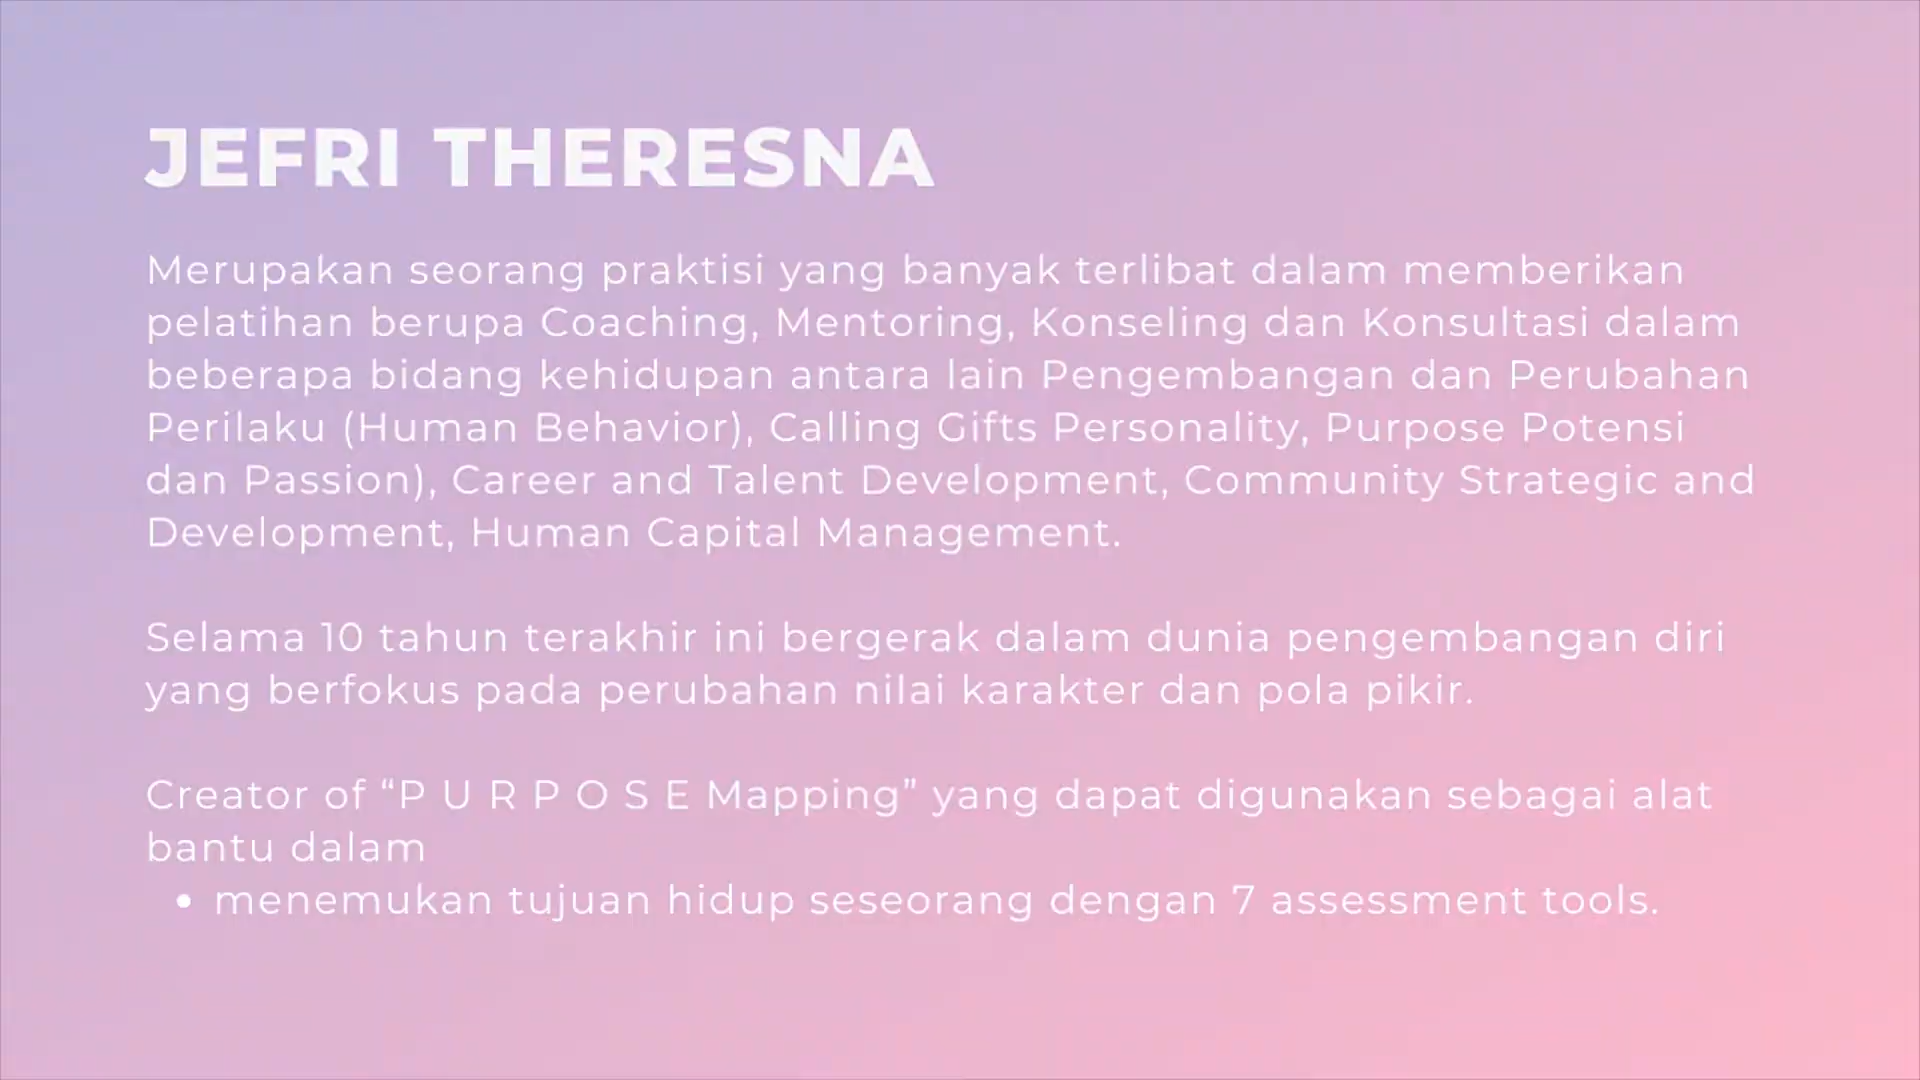 JEFRI THERESNA
Merupakan seorang praktisi yang banyak terlibat dalam memberikan
pelatihan berupa Coaching, Mentoring, Konseling dan Konsultasi dalam
beberapa bidang kehidupan antara lain Pengembangan dan Perubahan
Perilaku (Human Behavior), Calling Gifts Personality, Purpose Potensi
dan Passion), Career and Talent Development, Community Strategic and
Development, Human Capital Management.
Selama 10 tahun terakhir ini bergerak dalam dunia pengembangan diri
yang berfokus pada perubahan nilai karakter dan pola pikir.
Creator of “P U R P O S E Mapping” yang dapat digunakan sebagai alat
bantu dalam
• menemukan tujuan hidup seseorang dengan 7 assessment tools.